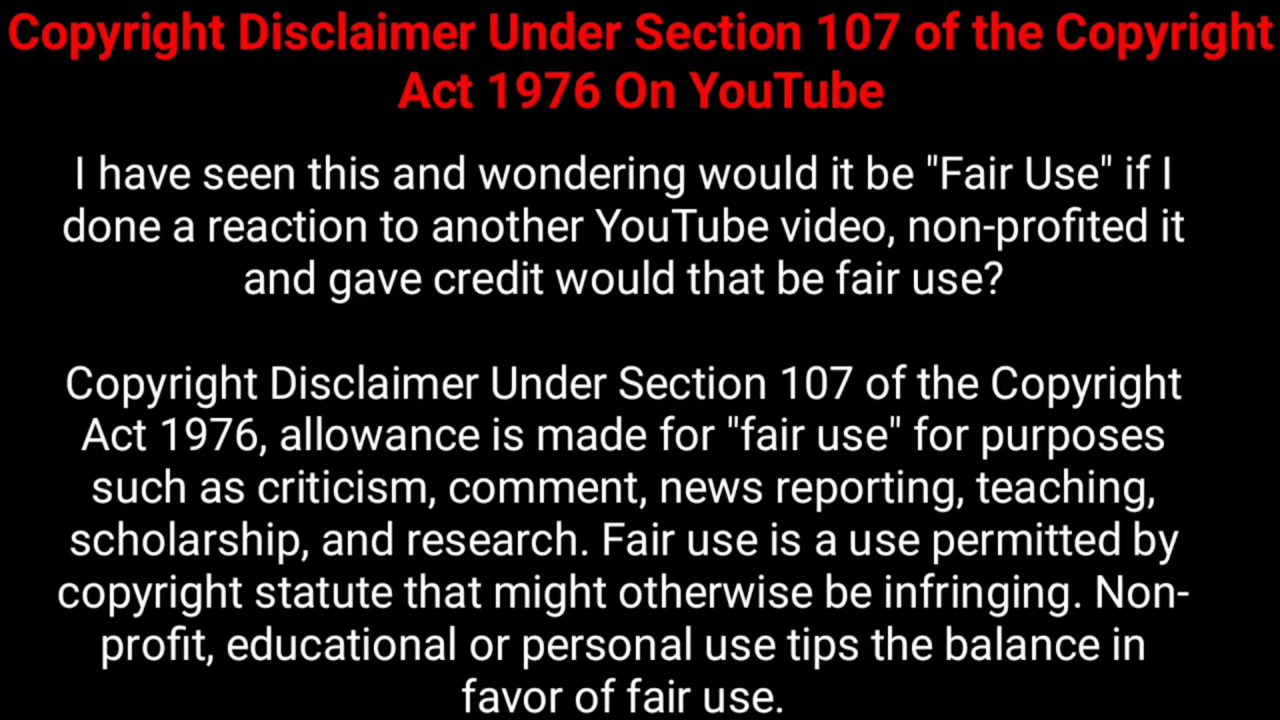 Copyright Disclaimer Under Section 107 of the Copyright
Act 1976 On YouTube
I have seen this and wondering would it be "Fair Use" if I
done a reaction to another YouTube video, non-profited it
and gave credit would that be fair use?
Copyright Disclaimer Under Section 107 of the Copyright
Act 1976, allowance is made for "fair use" for purposes
such as criticism, comment, news reporting, teaching,
scholarship, and research. Fair use is a use permitted by
copyright statute that might otherwise be infringing. Non-
profit, educational or personal use tips the balance in
favor of fair use.